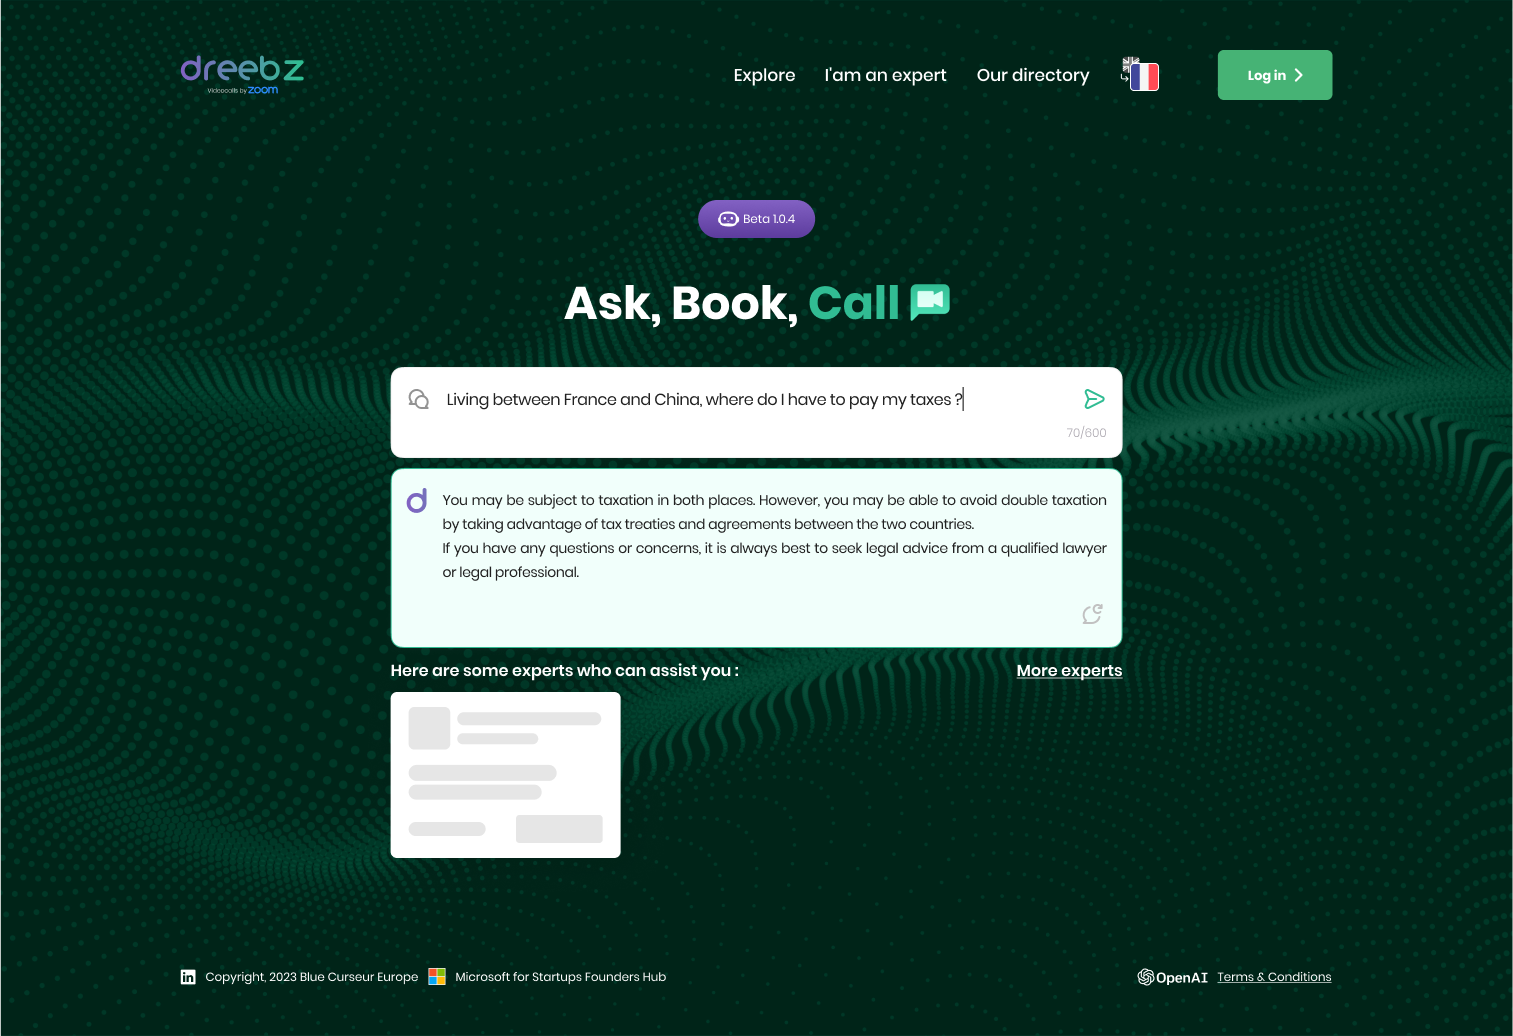 dreebz
Videocalls by zoom
Explore
I'am an expert
Our directory
Log in
Beta 1.0.4
Ask, Book, Call
Living between France and China, where do I have to pay my taxes ?
70/600
d
You may be subject to taxation in both places. However, you may be able to avoid double taxation
by taking advantage of tax treaties and agreements between the two countries.
If you have any questions or concerns, it is always best to seek legal advice from a qualified lawyer
or legal professional.
Here are some experts who can assist you :
More experts
in
Copyright, 2023 Blue Curseur Europe
Microsoft for Startups Founders Hub
OpenAI
Terms & Conditions